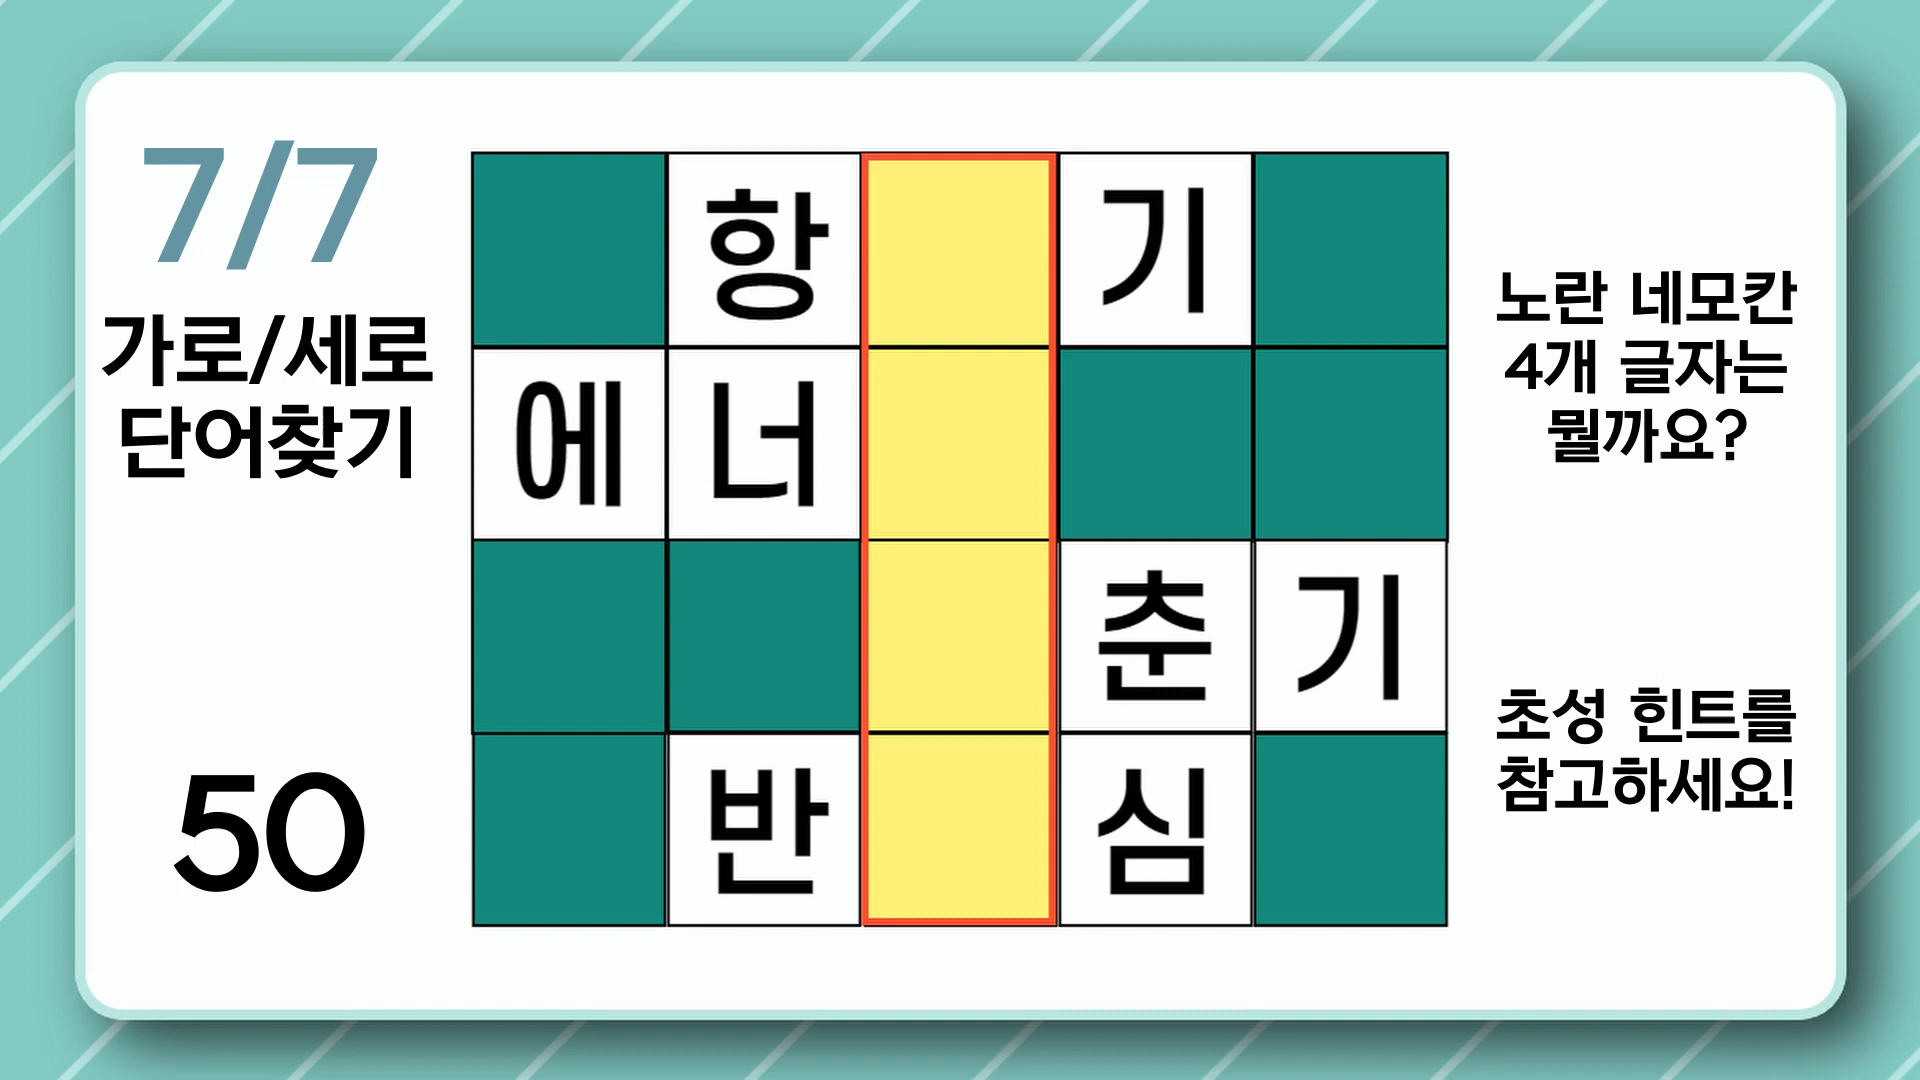 7/7
가로/세로
단어찾기
50
항 기
에 너
춘 기
반 심
노란 네모칸
4개 글자는
뭘까요?
초성 힌트를
참고하세요!